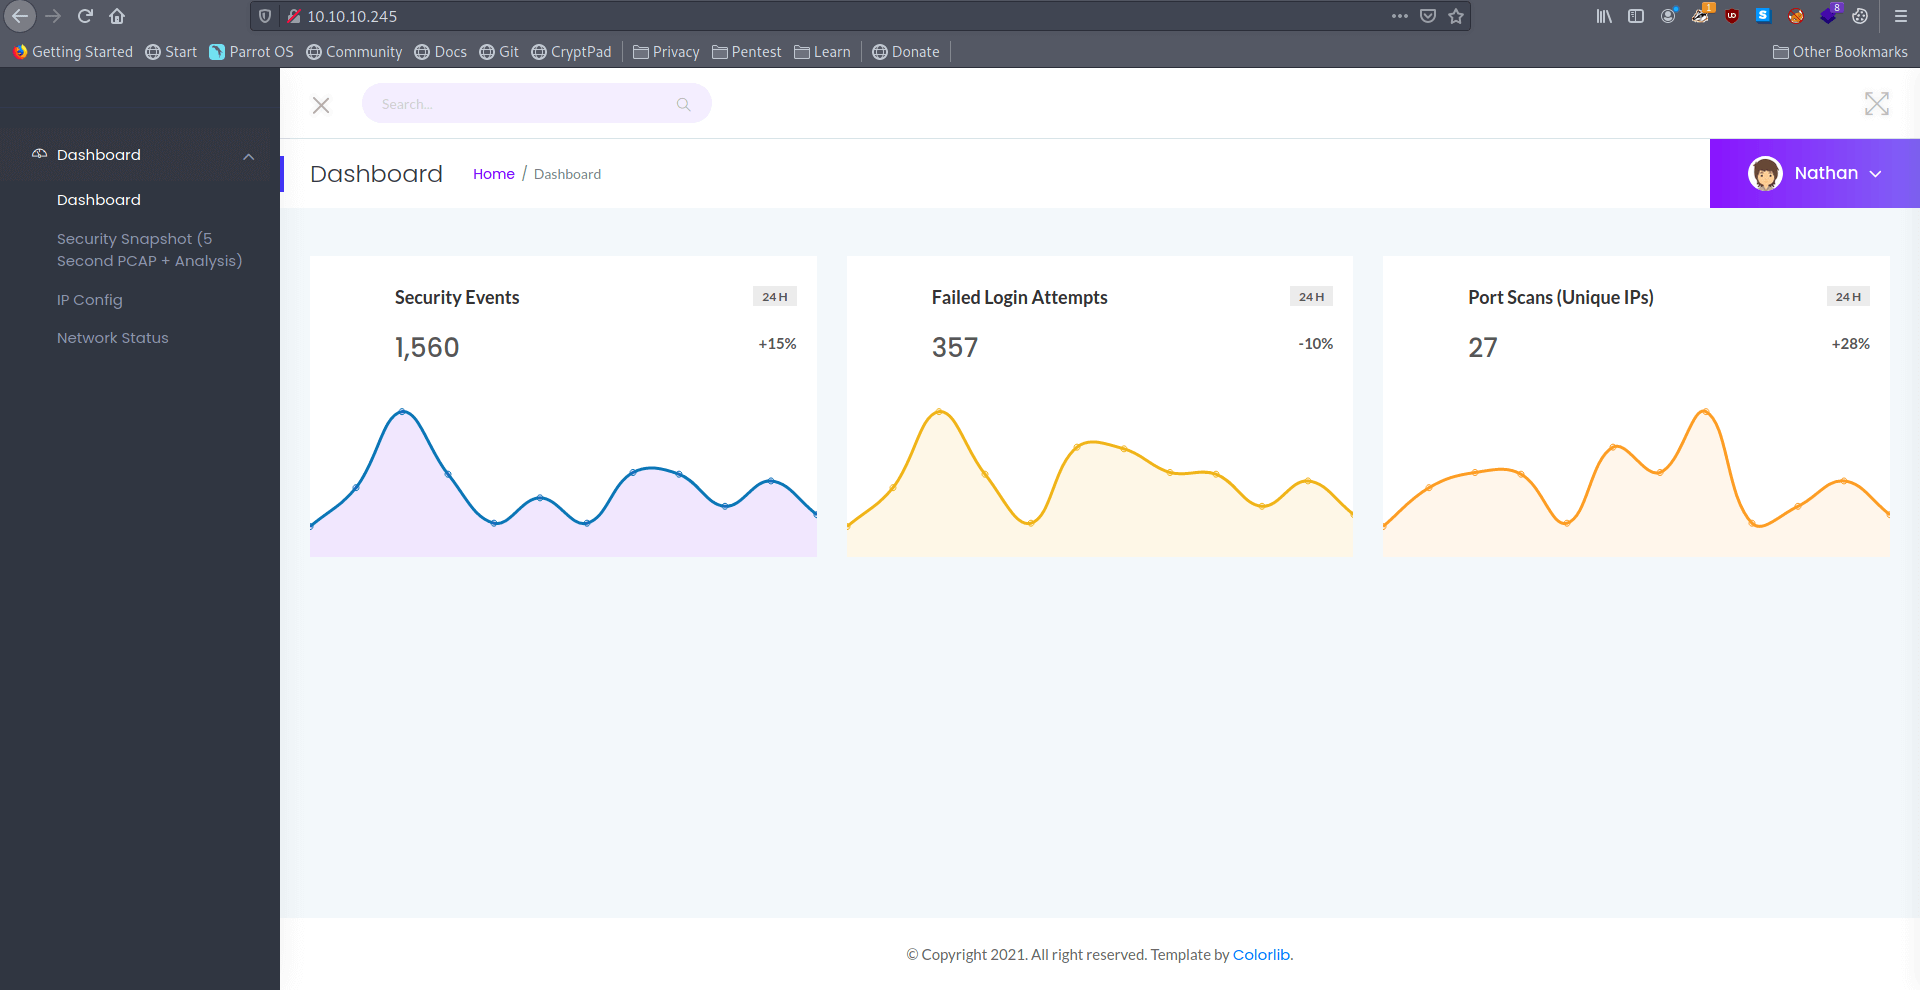 10.10.10.245
1
8
Getting Started Start Parrot OS Community Docs Git CryptPad Privacy Pentest Learn Donate Other Bookmarks
Search...
Dashboard
Dashboard
Security Snapshot (5
Second PCAP + Analysis)
IP Config
Network Status
Dashboard Home / Dashboard
Nathan
Security Events 24 H
1,560 +15%
Failed Login Attempts 24 H
357 -10%
Port Scans (Unique IPs) 24 H
27 +28%
© Copyright 2021. All right reserved. Template by Colorlib.